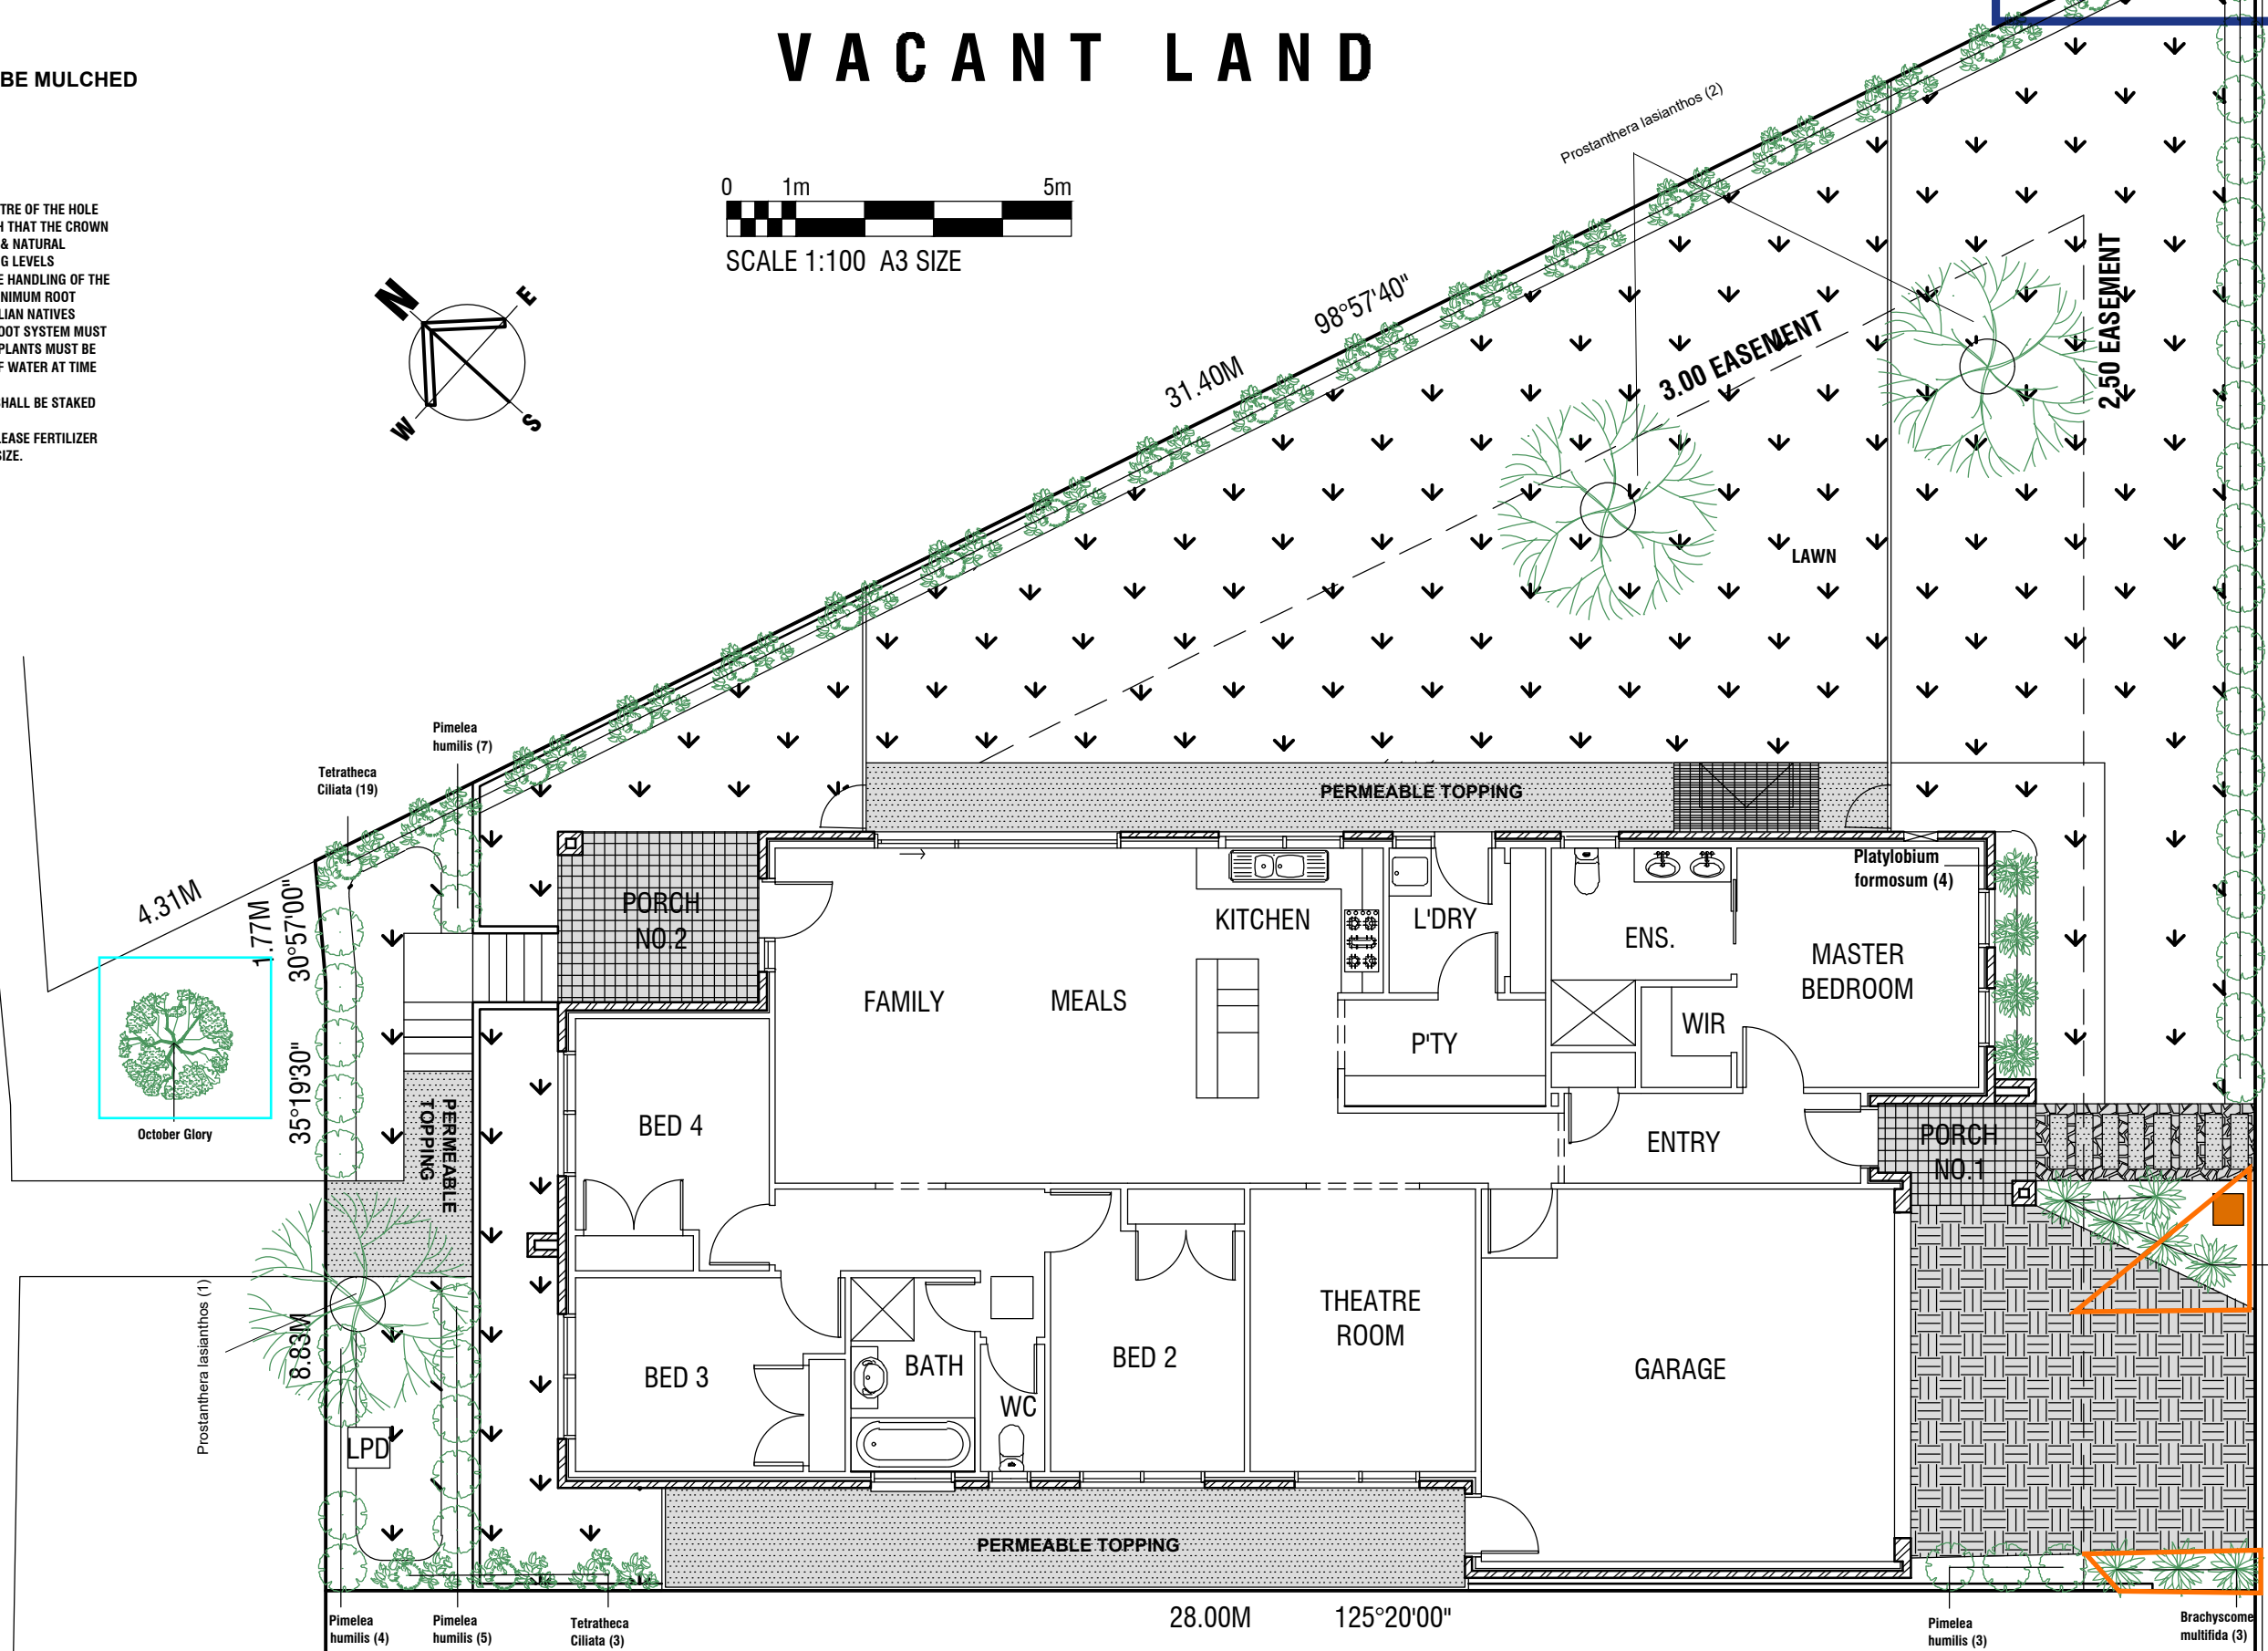 VACANT LAND
BE MULCHED
TRE OF THE HOLE
H THAT THE CROWN
& NATURAL
G LEVELS
E HANDLING OF THE
NIMUM ROOT
LIAN NATIVES
OOT SYSTEM MUST
PLANTS MUST BE
F WATER AT TIME
SHALL BE STAKED
LEASE FERTILIZER
SIZE.
0 1m 5m
SCALE 1:100 A3 SIZE
N
E
W
S
Prostanthera lasianthos (2)
98°57'40"
31.40M
3.00 EASEMENT
2.50 EASEMENT
LAWN
Pimelea
humilis (7)
Tetratheca
Ciliata (19)
PERMEABLE TOPPING
4.31M
1.77M
30°57'00"
35°19'30"
October Glory
PERMEABLE
TOPPING
PORCH
NO.2
FAMILY
MEALS
KITCHEN
L'DRY
P'TY
ENS.
WIR
MASTER
BEDROOM
Platylobium
formosum (4)
BED 4
ENTRY
PORCH
NO.1
Prostanthera lasianthos (1)
8.83M
LPD
BED 3
BATH
WC
BED 2
THEATRE
ROOM
GARAGE
PERMEABLE TOPPING
Pimelea
humilis (4)
Pimelea
humilis (5)
Tetratheca
Ciliata (3)
28.00M 125°20'00"
Pimelea
humilis (3)
Brachyscome
multifida (3)